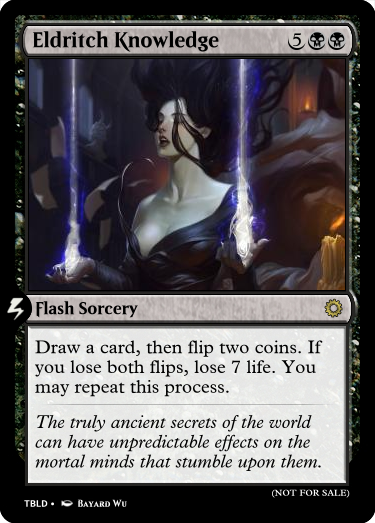 Eldritch Knowledge 5
Flash Sorcery
Draw a card, then flip two coins. If
you lose both flips, lose 7 life. You
may repeat this process.
The truly ancient secrets of the world
can have unpredictable effects on the
mortal minds that stumble upon them.
(NOT FOR SALE)
TBLD • Bayard Wu